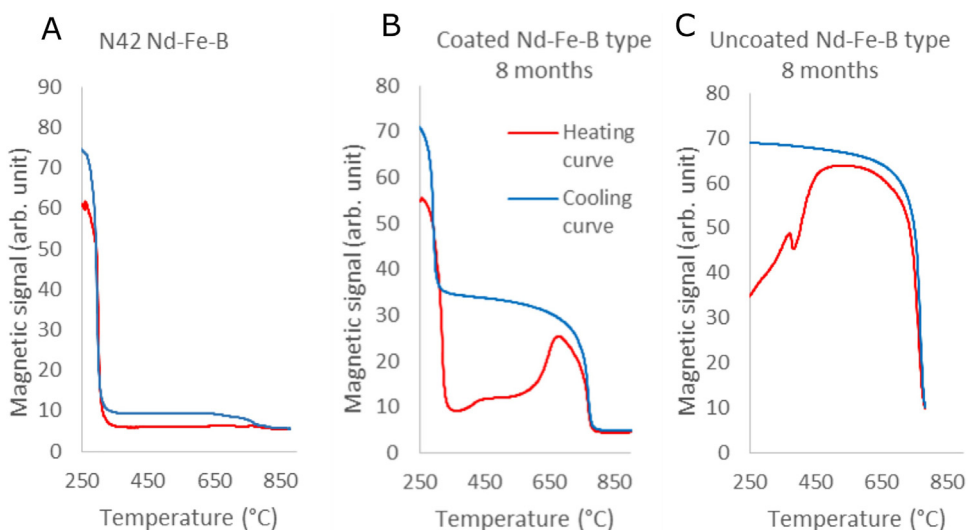 A
N42 Nd-Fe-B
Magnetic signal (arb. unit)
90
80
70
60
50
40
30
20
10
0
250 450 650 850
Temperature (°C)
B
Coated Nd-Fe-B type
8 months
Magnetic signal (arb. unit)
80
70
60
50
40
30
20
10
0
Heating
curve
Cooling
curve
250 450 650 850
Temperature (°C)
C
Uncoated Nd-Fe-B type
8 months
Magnetic signal (arb. unit)
80
70
60
50
40
30
20
10
0
250 450 650 850
Temperature (°C)